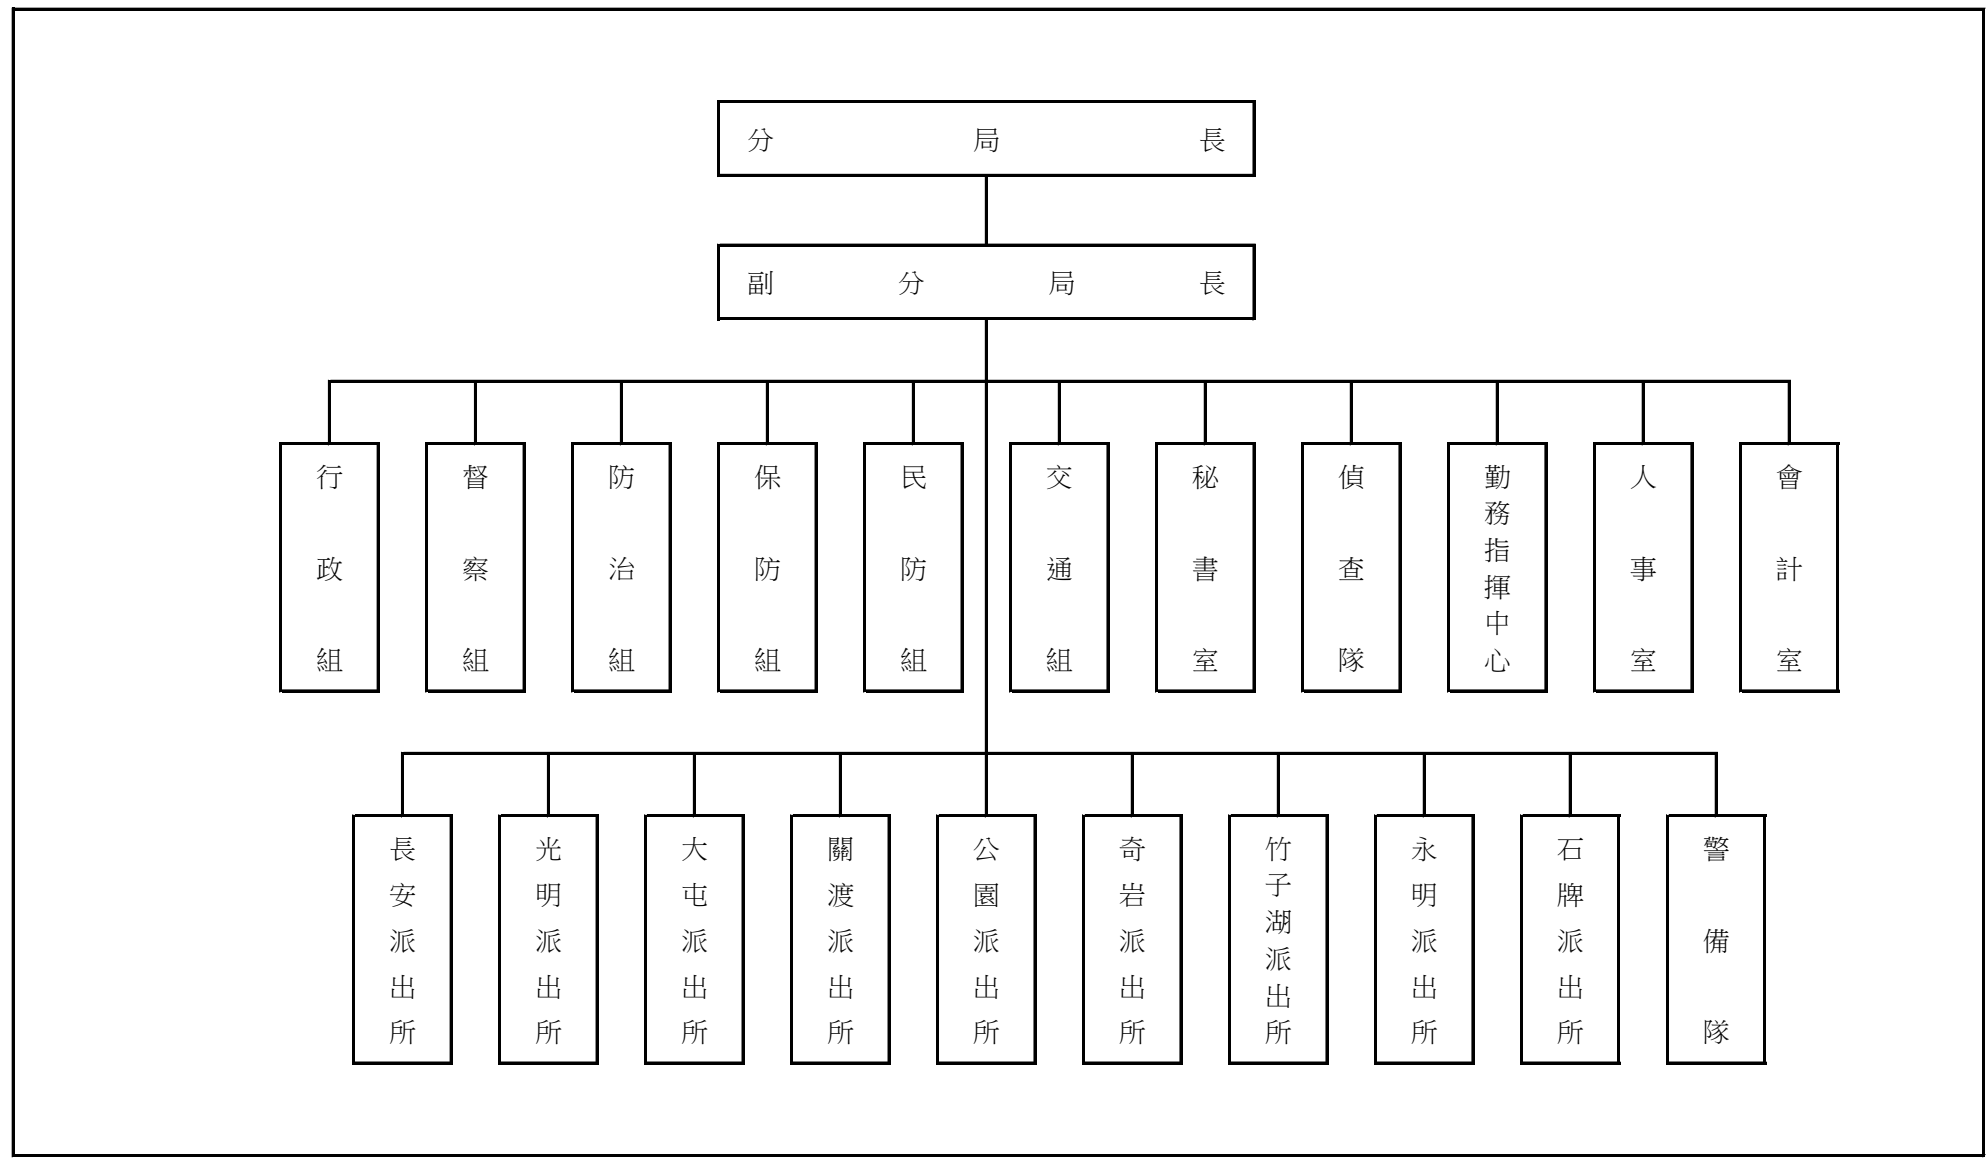 分局長
副分局長
行政組
督察組
防治組
保防組
民防組
交通組
秘書室
偵查隊
勤務指揮中心
人事室
會計室
長安派出所
光明派出所
大屯派出所
關渡派出所
公園派出所
奇岩派出所
竹子湖派出所
永明派出所
石牌派出所
警備隊